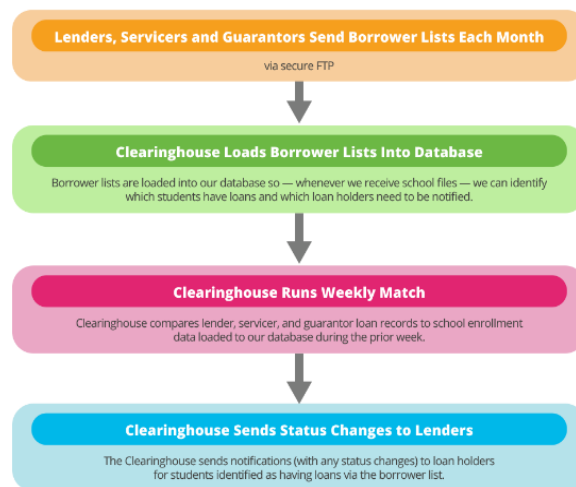 Lenders, Servicers and Guarantors Send Borrower Lists Each Month
via secure FTP
Clearinghouse Loads Borrower Lists Into Database
Borrower lists are loaded into our database so — whenever we receive school files — we can identify
which students have loans and which loan holders need to be notified.
Clearinghouse Runs Weekly Match
Clearinghouse compares lender, servicer, and guarantor loan records to school enrollment
data loaded to our database during the prior week.
Clearinghouse Sends Status Changes to Lenders
The Clearinghouse sends notifications (with any status changes) to loan holders
for students identified as having loans via the borrower list.